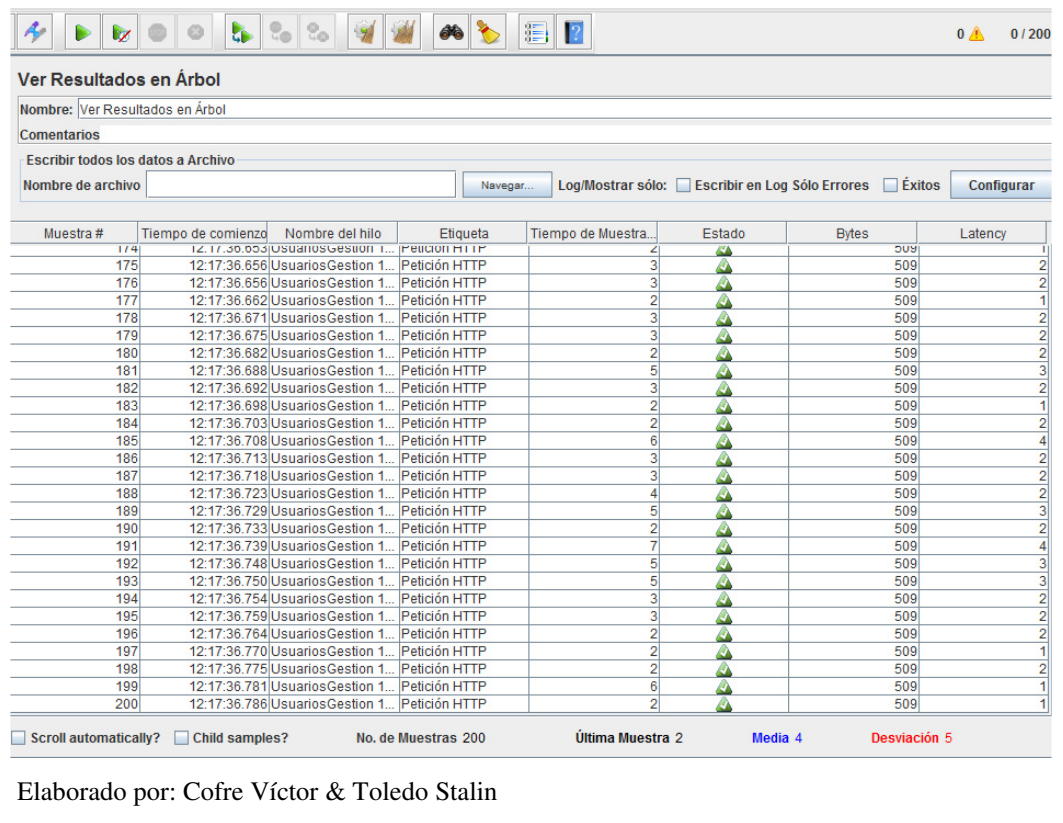 0 0 / 200
Ver Resultados en Árbol
Nombre: Ver Resultados en Árbol
Comentarios
Escribir todos los datos a Archivo
Nombre de archivo Navegar... Log/Mostrar sólo: Escribir en Log Sólo Errores Éxitos Configurar
Muestra # Tiempo de comienzo Nombre del hilo Etiqueta Tiempo de Muestra... Estado Bytes Latency
174 12:17:36.653 UsuariosGestion 1... Petición HTTP 2 509 1
175 12:17:36.656 UsuariosGestion 1... Petición HTTP 3 509 2
176 12:17:36.656 UsuariosGestion 1... Petición HTTP 3 509 2
177 12:17:36.662 UsuariosGestion 1... Petición HTTP 2 509 1
178 12:17:36.671 UsuariosGestion 1... Petición HTTP 3 509 2
179 12:17:36.675 UsuariosGestion 1... Petición HTTP 3 509 2
180 12:17:36.682 UsuariosGestion 1... Petición HTTP 2 509 2
181 12:17:36.688 UsuariosGestion 1... Petición HTTP 5 509 3
182 12:17:36.692 UsuariosGestion 1... Petición HTTP 3 509 2
183 12:17:36.698 UsuariosGestion 1... Petición HTTP 2 509 1
184 12:17:36.703 UsuariosGestion 1... Petición HTTP 2 509 2
185 12:17:36.708 UsuariosGestion 1... Petición HTTP 6 509 4
186 12:17:36.713 UsuariosGestion 1... Petición HTTP 3 509 2
187 12:17:36.718 UsuariosGestion 1... Petición HTTP 3 509 2
188 12:17:36.723 UsuariosGestion 1... Petición HTTP 4 509 2
189 12:17:36.729 UsuariosGestion 1... Petición HTTP 5 509 3
190 12:17:36.733 UsuariosGestion 1... Petición HTTP 2 509 2
191 12:17:36.739 UsuariosGestion 1... Petición HTTP 7 509 4
192 12:17:36.748 UsuariosGestion 1... Petición HTTP 5 509 3
193 12:17:36.750 UsuariosGestion 1... Petición HTTP 5 509 3
194 12:17:36.754 UsuariosGestion 1... Petición HTTP 3 509 2
195 12:17:36.759 UsuariosGestion 1... Petición HTTP 3 509 2
196 12:17:36.764 UsuariosGestion 1... Petición HTTP 2 509 2
197 12:17:36.770 UsuariosGestion 1... Petición HTTP 2 509 1
198 12:17:36.775 UsuariosGestion 1... Petición HTTP 2 509 2
199 12:17:36.781 UsuariosGestion 1... Petición HTTP 6 509 1
200 12:17:36.786 UsuariosGestion 1... Petición HTTP 2 509 1
Scroll automatically? Child samples? No. de Muestras 200 Última Muestra 2 Media 4 Desviación 5
Elaborado por: Cofre Víctor & Toledo Stalin